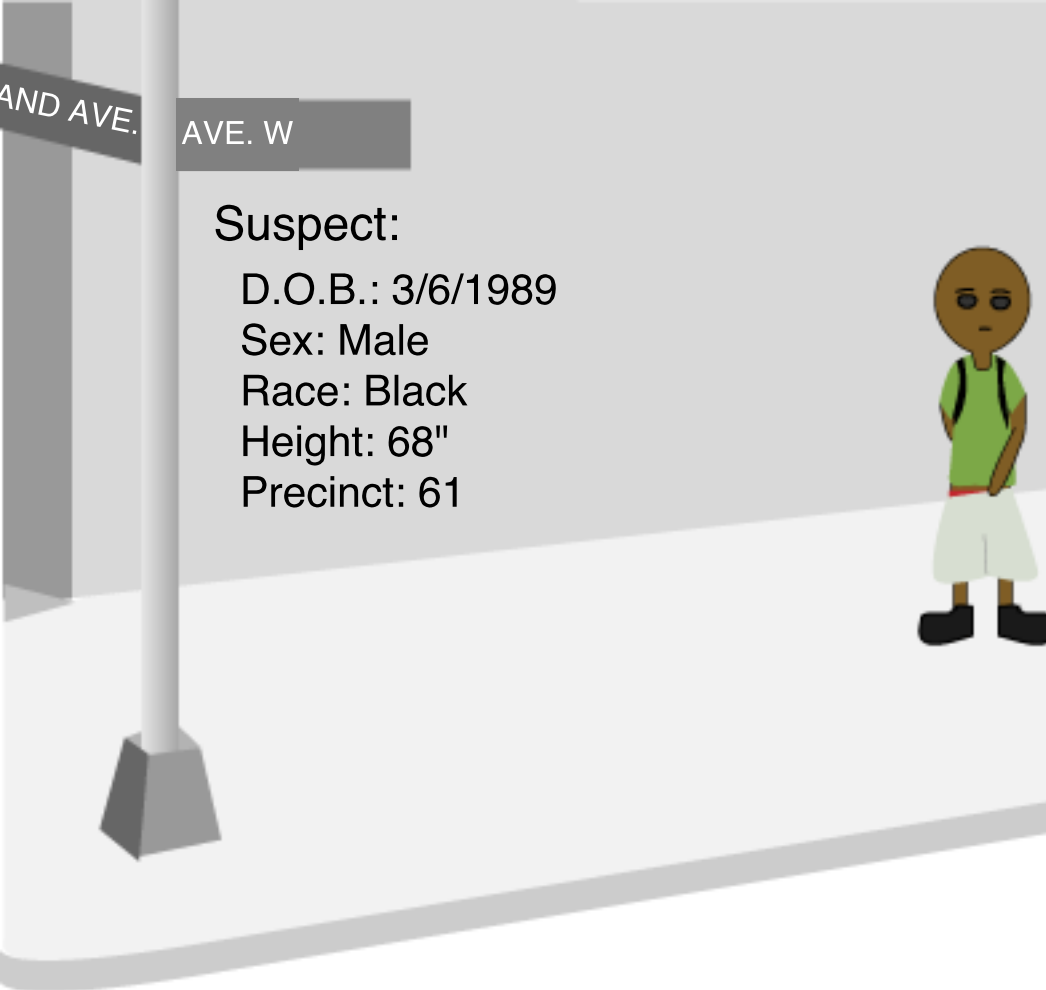 AND AVE.
AVE. W
Suspect:
D.O.B.: 3/6/1989
Sex: Male
Race: Black
Height: 68"
Precinct: 61